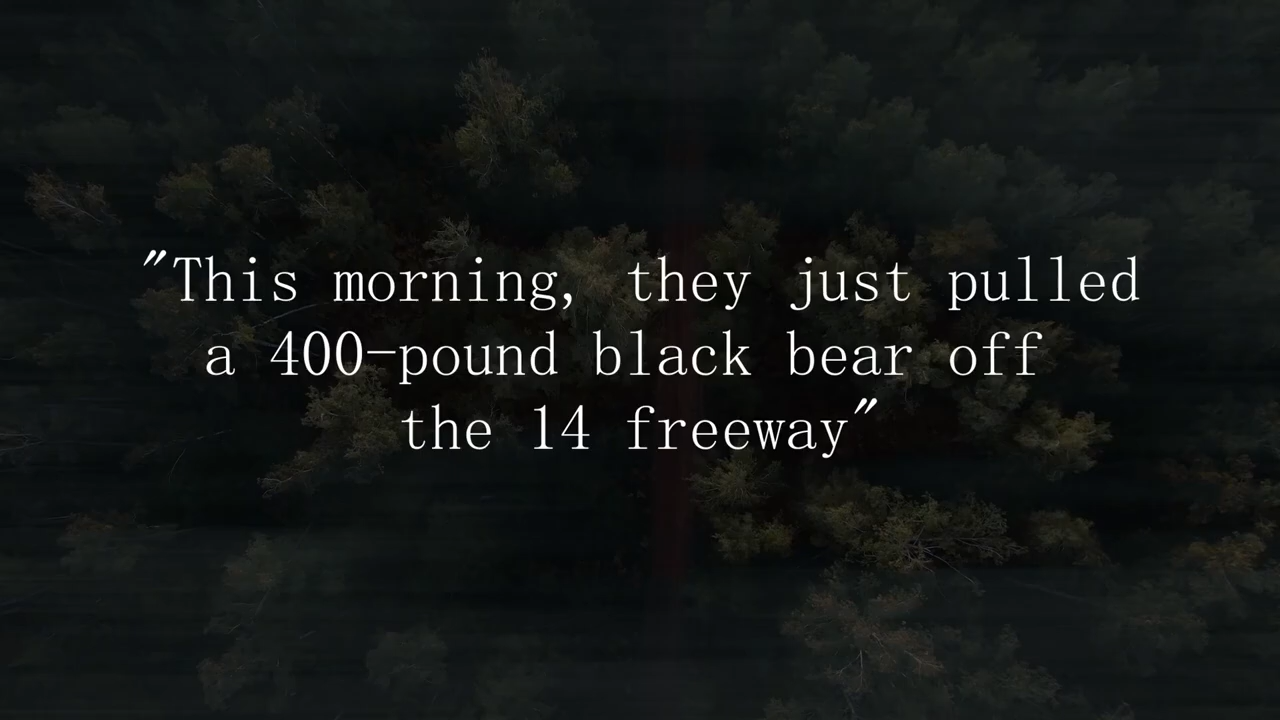 "This morning, they just pulled
a 400-pound black bear off
the 14 freeway"